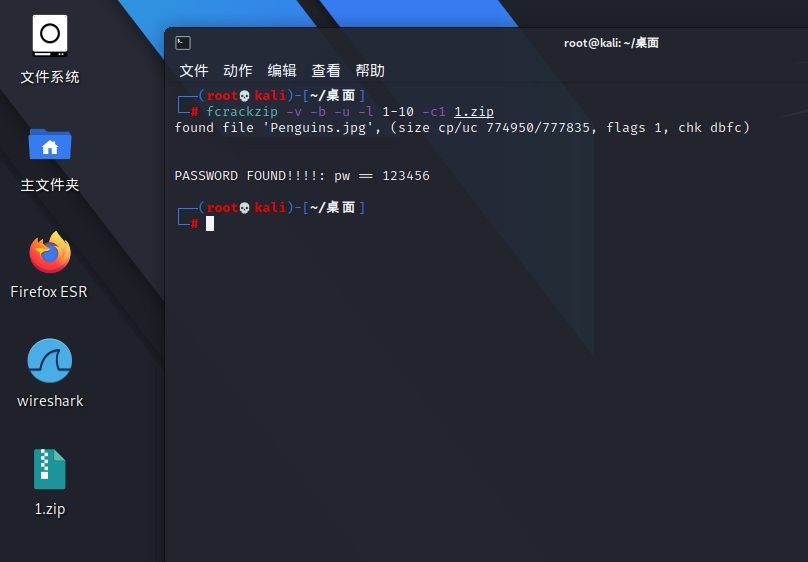 文件系统
主文件夹
Firefox ESR
wireshark
1.zip
root@kali: ~/桌面
文件 动作 编辑 查看 帮助
┌──(root💀kali)-[~/桌面]
└─# fcrackzip -v -b -u -l 1-10 -c1 1.zip
found file 'Penguins.jpg', (size cp/uc 774950/777835, flags 1, chk dbfc)
PASSWORD FOUND!!!!: pw == 123456
┌──(root💀kali)-[~/桌面]
└─#